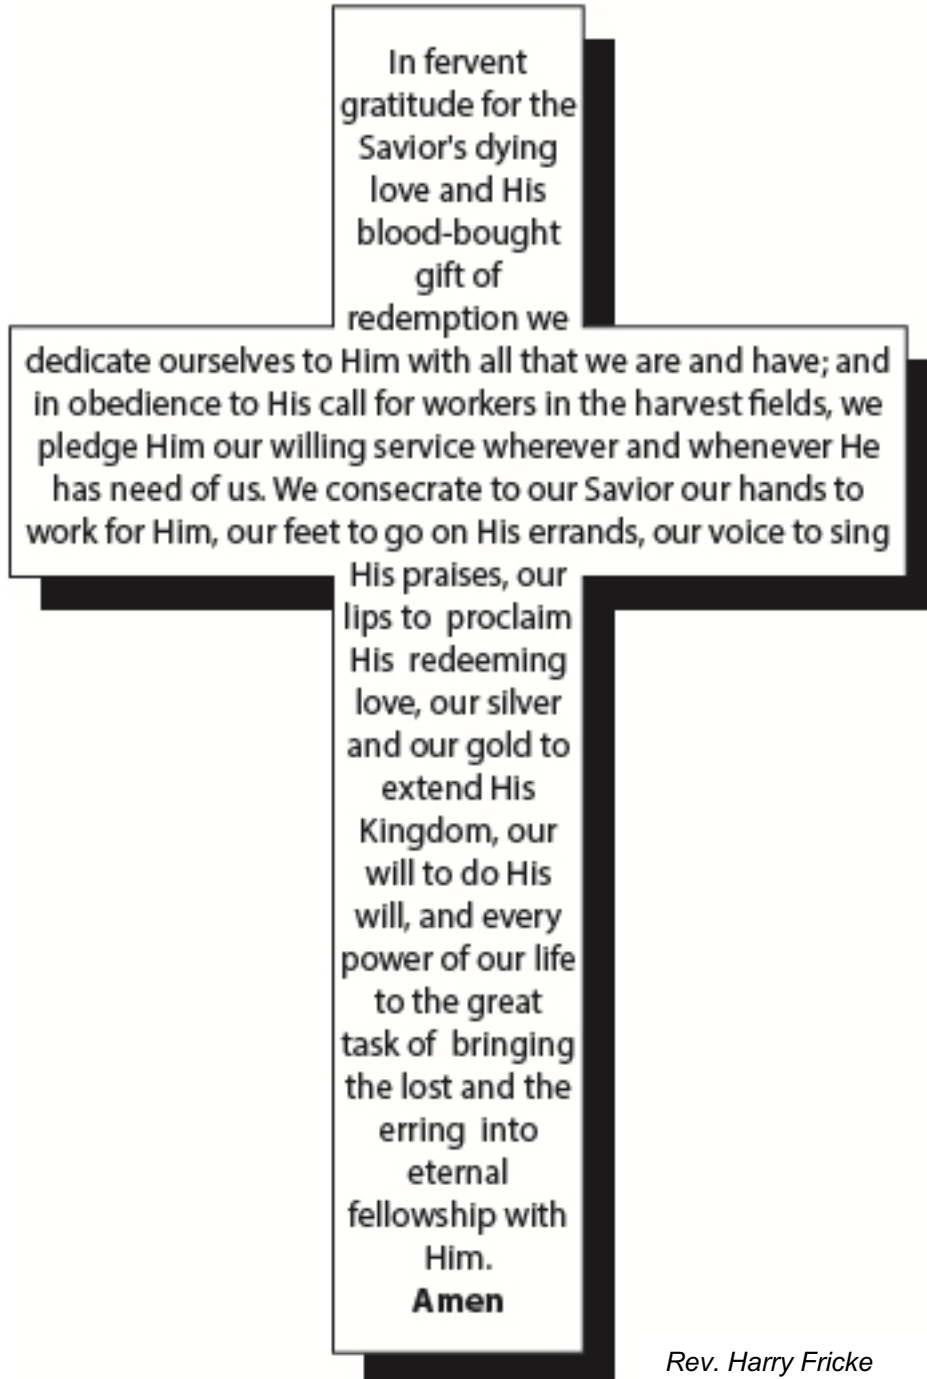 In fervent
gratitude for the
Savior's dying
love and His
blood-bought
gift of
redemption we
dedicate ourselves to Him with all that we are and have; and
in obedience to His call for workers in the harvest fields, we
pledge Him our willing service wherever and whenever He
has need of us. We consecrate to our Savior our hands to
work for Him, our feet to go on His errands, our voice to sing
His praises, our
lips to proclaim
His redeeming
love, our silver
and our gold to
extend His
Kingdom, our
will to do His
will, and every
power of our life
to the great
task of bringing
the lost and the
erring into
eternal
fellowship with
Him.
Amen
Rev. Harry Fricke